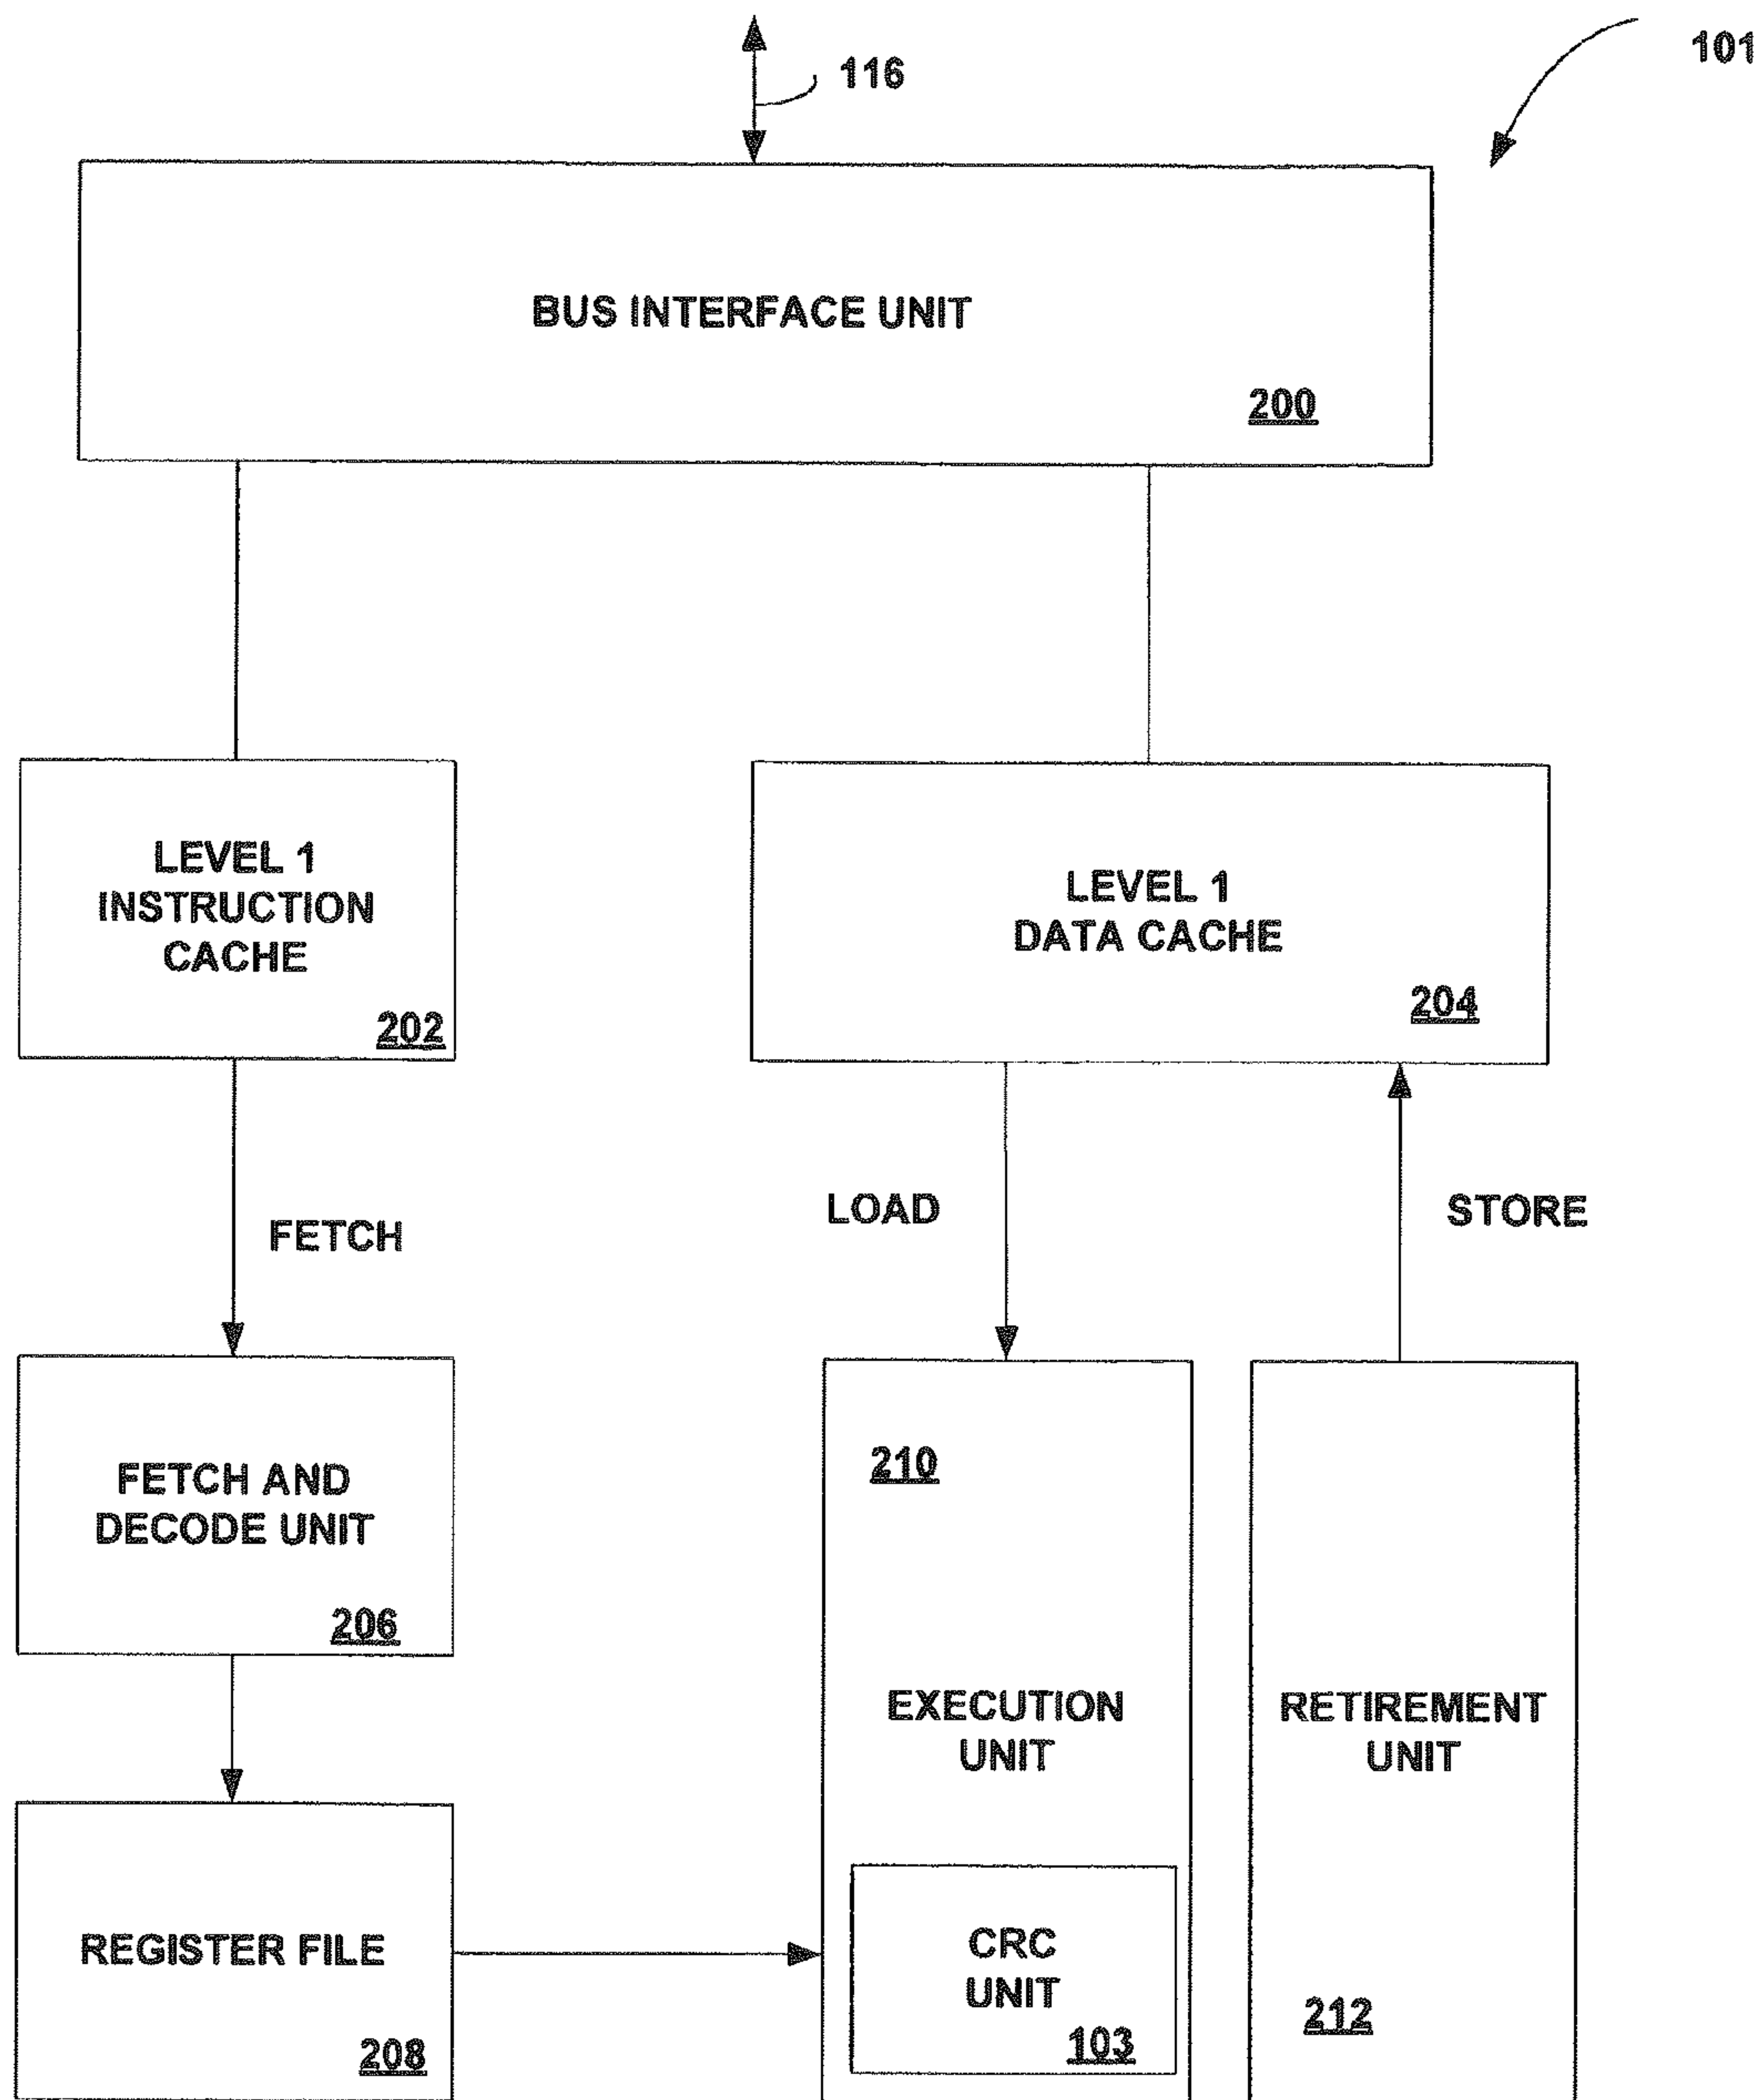 116
101
BUS INTERFACE UNIT
200
LEVEL 1
INSTRUCTION
CACHE
202
LEVEL 1
DATA CACHE
204
FETCH
LOAD
STORE
FETCH AND
DECODE UNIT
206
210
EXECUTION
UNIT
RETIREMENT
UNIT
REGISTER FILE
208
CRC
UNIT
103
212